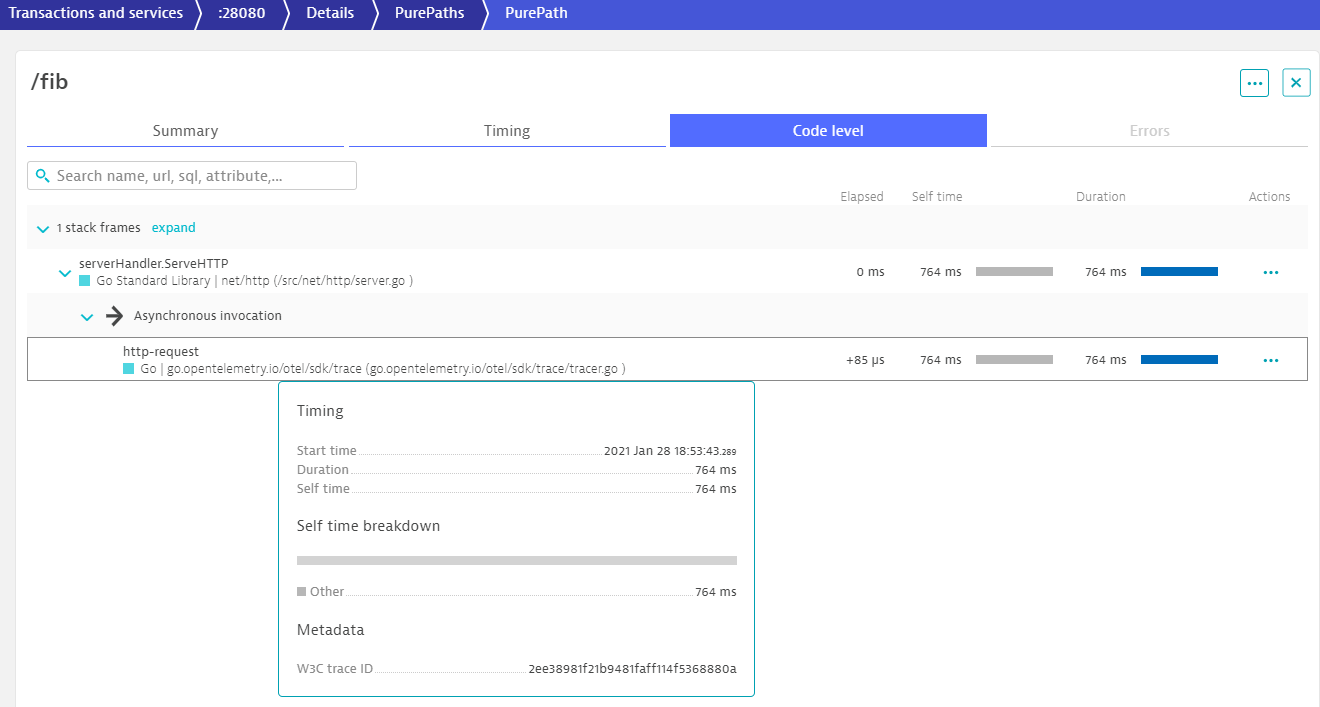 Transactions and services :28080 Details PurePaths PurePath
/fib
Summary Timing Code level Errors
Search name, url, sql, attribute,...
Elapsed Self time Duration Actions
1 stack frames expand
serverHandler.ServeHTTP
Go Standard Library | net/http (/src/net/http/server.go )
0 ms 764 ms 764 ms
Asynchronous invocation
http-request
Go | go.opentelemetry.io/otel/sdk/trace (go.opentelemetry.io/otel/sdk/trace/tracer.go )
+85 µs 764 ms 764 ms
Timing
Start time 2021 Jan 28 18:53:43.289
Duration 764 ms
Self time 764 ms
Self time breakdown
Other 764 ms
Metadata
W3C trace ID 2ee38981f21b9481faff114f5368880a